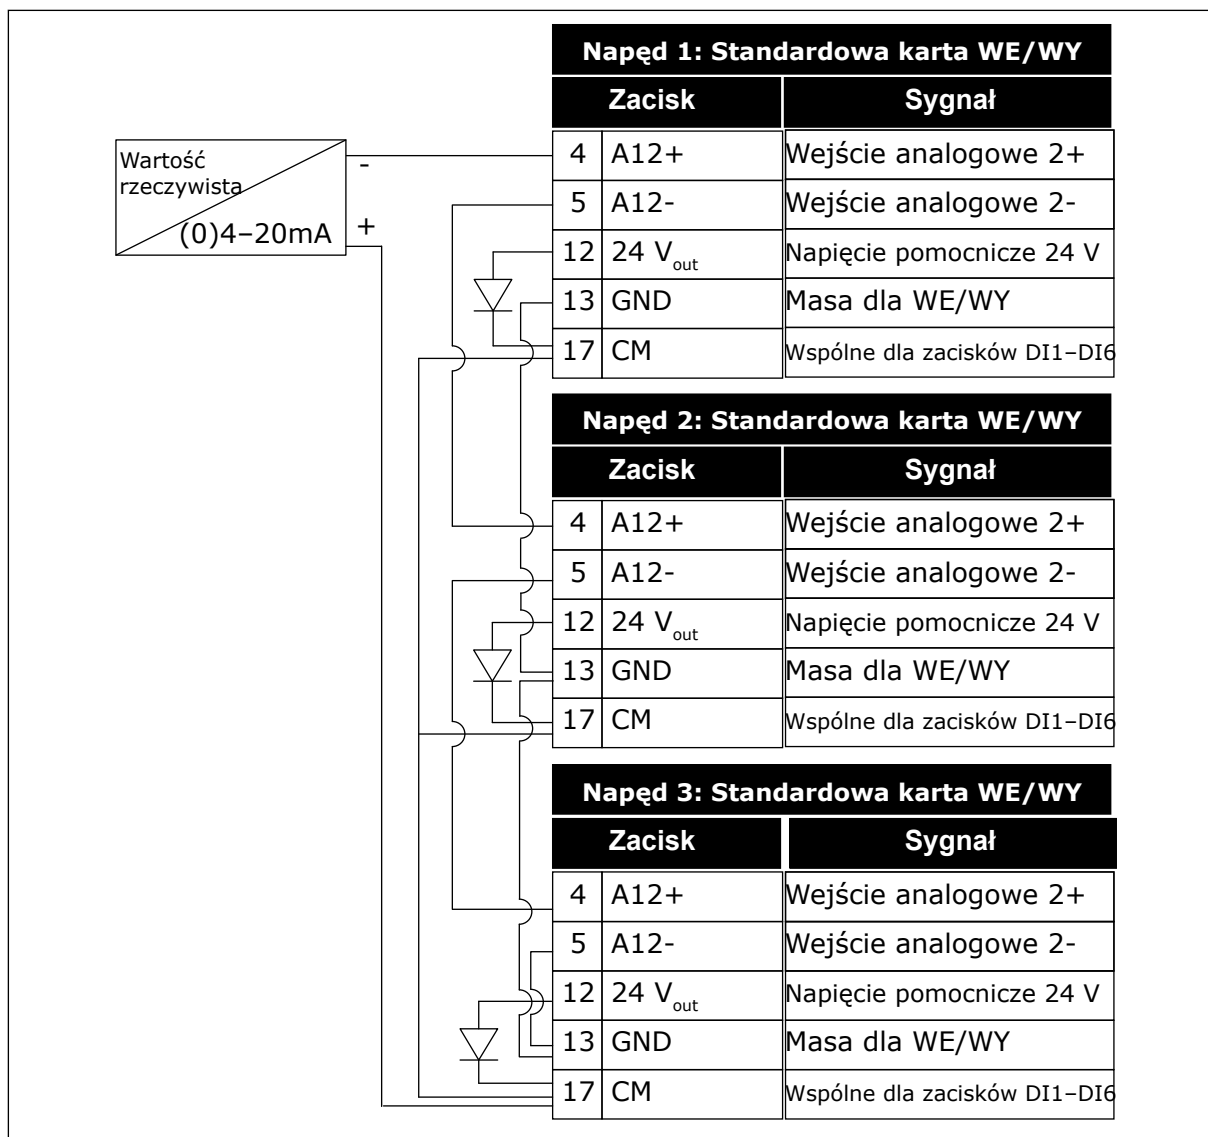 Napęd 1: Standardowa karta WE/WY
Zacisk Sygnał
Wartość
rzeczywista
(0)4–20mA
-
+
4 A12+ Wejście analogowe 2+
5 A12- Wejście analogowe 2-
12 24 Vout Napięcie pomocnicze 24 V
13 GND Masa dla WE/WY
17 CM Wspólne dla zacisków DI1–DI6
Napęd 2: Standardowa karta WE/WY
Zacisk Sygnał
4 A12+ Wejście analogowe 2+
5 A12- Wejście analogowe 2-
12 24 Vout Napięcie pomocnicze 24 V
13 GND Masa dla WE/WY
17 CM Wspólne dla zacisków DI1–DI6
Napęd 3: Standardowa karta WE/WY
Zacisk Sygnał
4 A12+ Wejście analogowe 2+
5 A12- Wejście analogowe 2-
12 24 Vout Napięcie pomocnicze 24 V
13 GND Masa dla WE/WY
17 CM Wspólne dla zacisków DI1–DI6